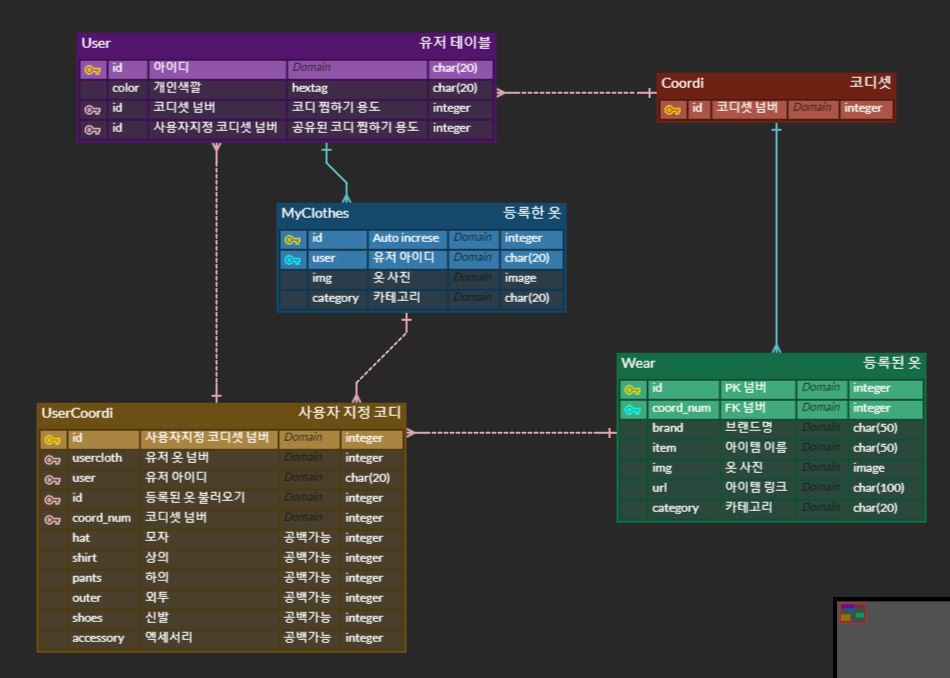 User 유저 테이블
id 아이디 Domain char(20)
color 개인색깔 hextag char(20)
id 코디셋 넘버 코디 찜하기 용도 integer
id 사용자지정 코디셋 넘버 공유된 코디 찜하기 용도 integer
Coordi 코디셋
id 코디셋 넘버 Domain integer
MyClothes 등록한 옷
id Auto increse Domain integer
user 유저 아이디 Domain char(20)
img 옷 사진 Domain image
category 카테고리 Domain char(20)
Wear 등록된 옷
id PK 넘버 Domain integer
coord_num FK 넘버 Domain integer
brand 브랜드명 Domain char(50)
item 아이템 이름 Domain char(50)
img 옷 사진 Domain image
url 아이템 링크 Domain char(100)
category 카테고리 Domain char(20)
UserCoordi 사용자 지정 코디
id 사용자지정 코디셋 넘버 Domain integer
usercloth 유저 옷 넘버 Domain integer
user 유저 아이디 Domain char(20)
id 등록된 옷 불러오기 Domain integer
coord_num 코디셋 넘버 Domain integer
hat 모자 공백가능 integer
shirt 상의 공백가능 integer
pants 하의 공백가능 integer
outer 외투 공백가능 integer
shoes 신발 공백가능 integer
accessory 액세서리 공백가능 integer